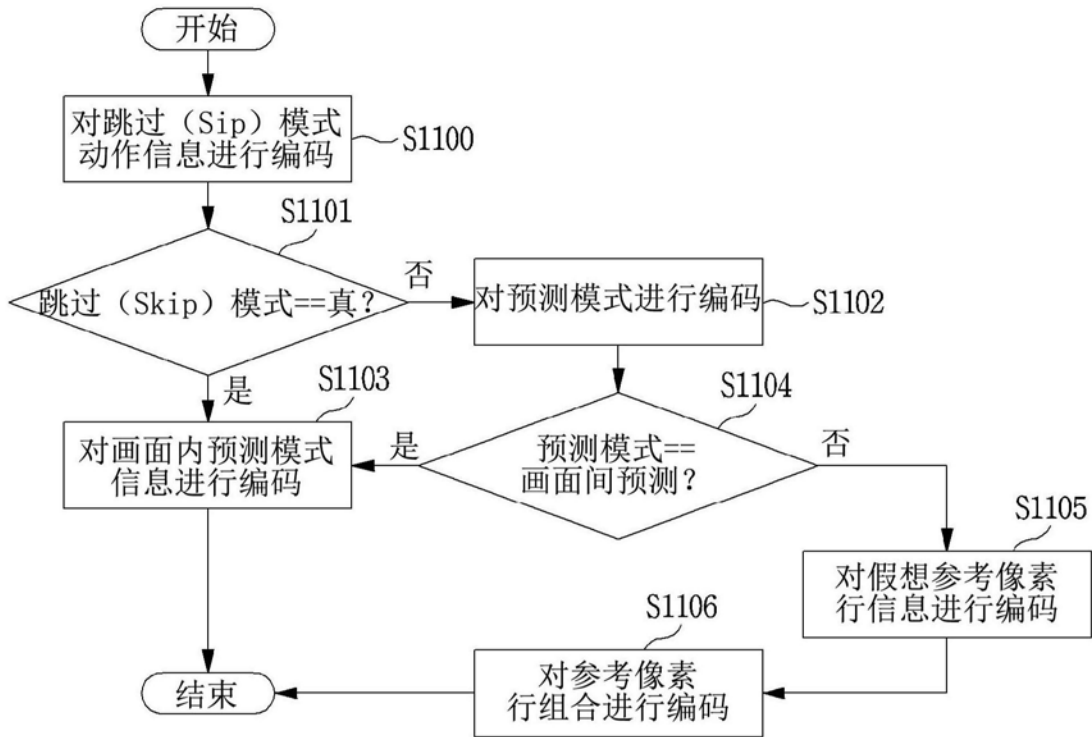 开始
对跳过（Sip）模式
动作信息进行编码
S1100
S1101
跳过（Skip）模式==真？
否
对预测模式进行编码
S1102
是
S1103
对画面内预测模式
信息进行编码
S1104
预测模式==
画面间预测？
是
否
S1105
对假想参考像素
行信息进行编码
S1106
对参考像素
行组合进行编码
结束